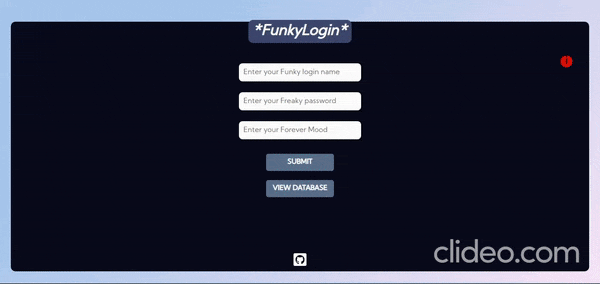 *FunkyLogin*
Enter your Funky login name
Enter your Freaky password
Enter your Forever Mood
SUBMIT
VIEW DATABASE
clideo.com